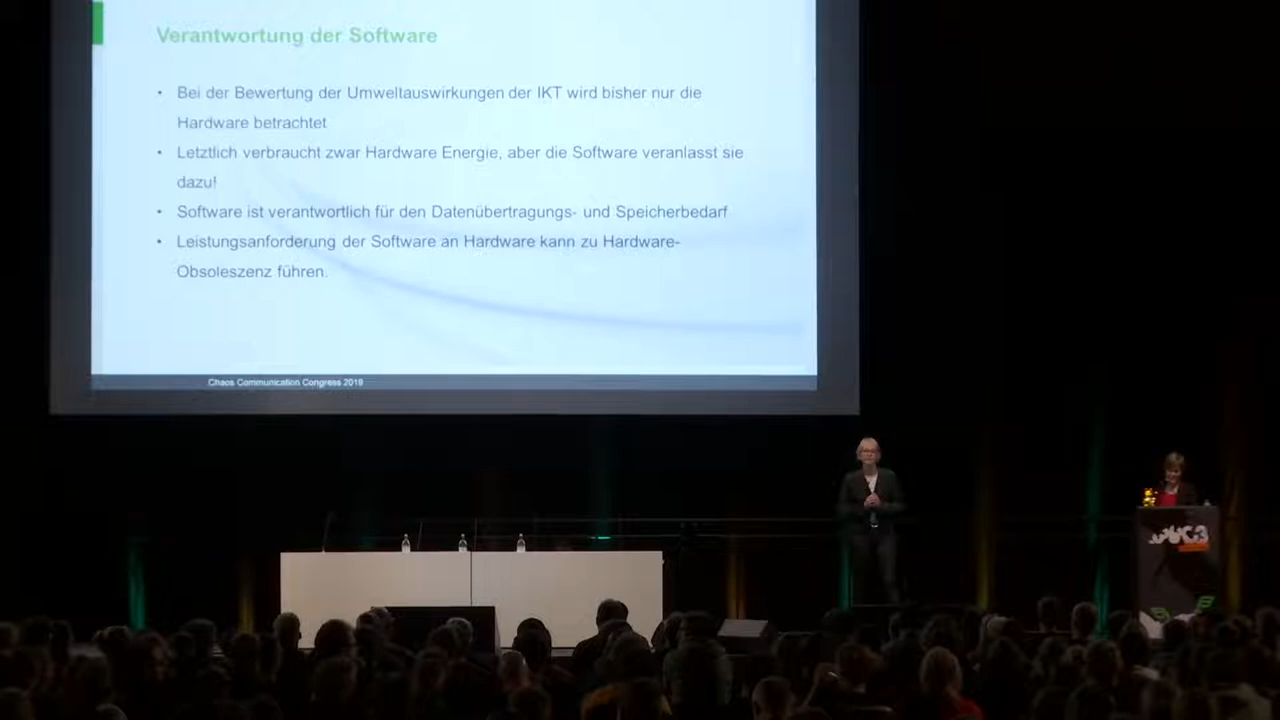 Verantwortung der Software
• Bei der Bewertung der Umweltauswirkungen der IKT wird bisher nur die
Hardware betrachtet
• Letztlich verbraucht zwar Hardware Energie, aber die Software veranlasst sie
dazu!
• Software ist verantwortlich für den Datenübertragungs- und Speicherbedarf
• Leistungsanforderung der Software an Hardware kann zu Hardware-
Obsoleszenz führen.
Chaos Communication Congress 2019